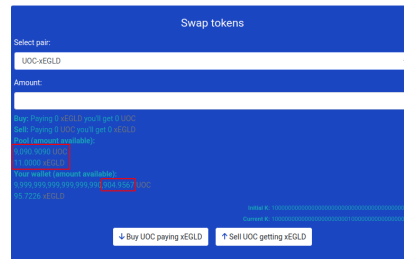 Swap tokens
Select pair:
UOC-xEGLD
Amount:
Buy: Paying 0 xEGLD you'll get 0 UOC
Sell: Paying 0 UOC you'll get 0 xEGLD
Pool (amount available):
9,090.9090 UOC
11.0000 xEGLD
Your wallet (amount available):
9,999,999,999,999,999,990,904.9567 UOC
95.7226 xEGLD
Initial K:
Current K:
↓ Buy UOC paying xEGLD ↑ Sell UOC getting xEGLD